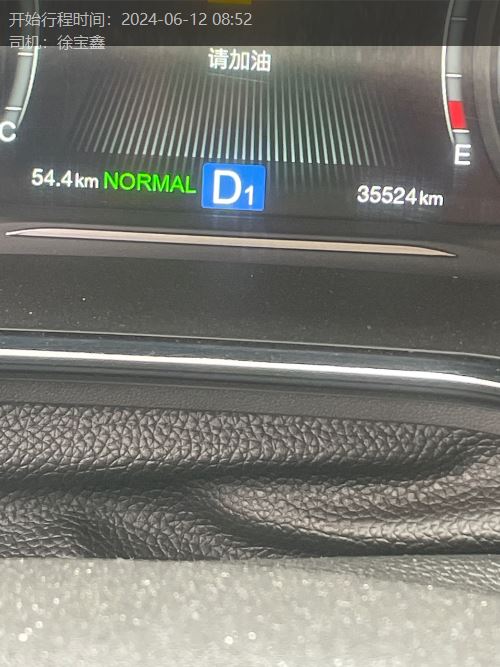 开始行程时间：2024-06-12 08:52
司机：徐宝鑫
请加油
C
E
54.4km NORMAL D1 35524km